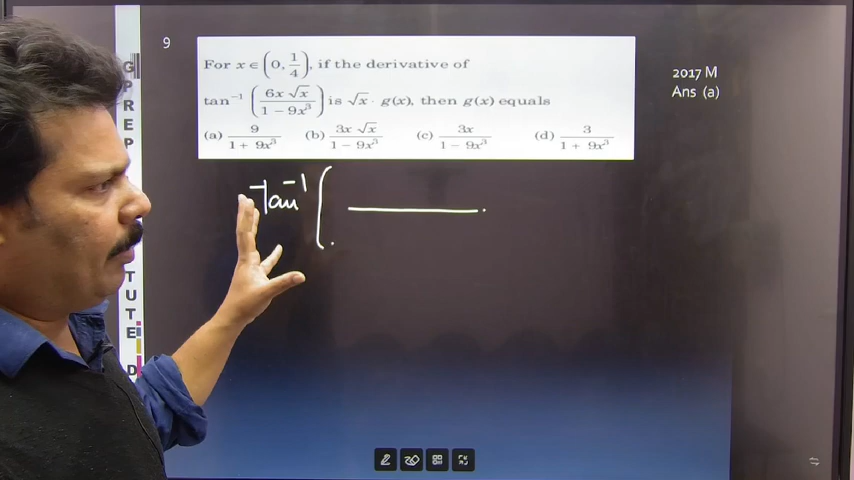 9
For x ∈ (0, 1/4), if the derivative of
tan⁻¹ (6x √x / 1 − 9x³) is √x · g(x), then g(x) equals
(a) 9 / 1 + 9x³ (b) 3x √x / 1 − 9x³ (c) 3x / 1 − 9x³ (d) 3 / 1 + 9x³
2017 M
Ans (a)
tan⁻¹ (
G
P
R
E
P
T
U
T
E
D